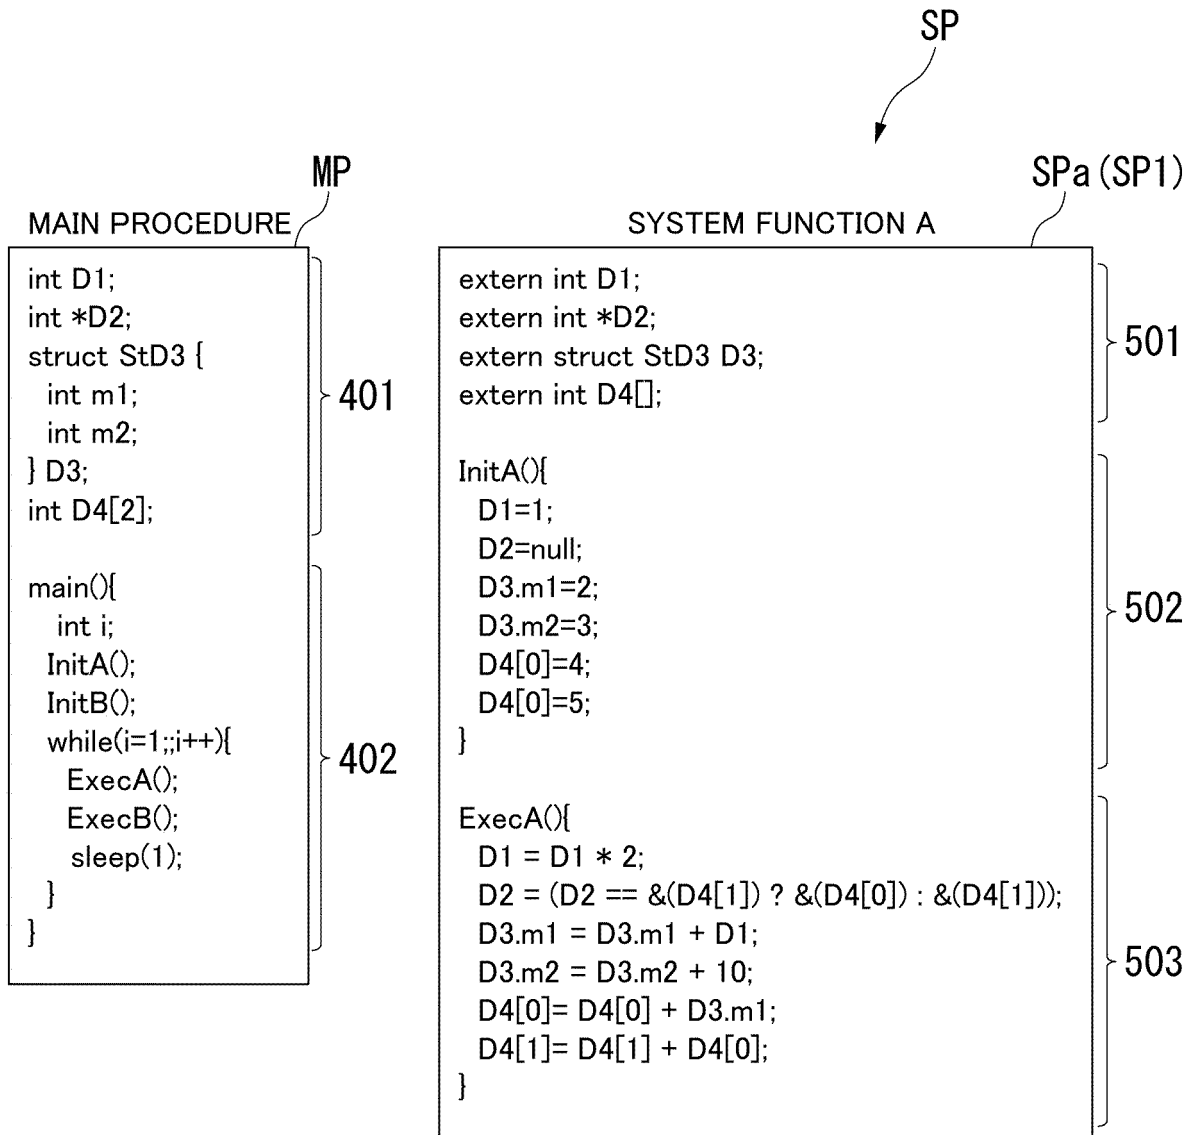 SP
MP
MAIN PROCEDURE
int D1;
int *D2;
struct StD3 {
int m1;
int m2;
} D3;
int D4[2];
401
main(){
int i;
InitA();
InitB();
while(i=1;;i++){
ExecA();
ExecB();
sleep(1);
}
}
402
SPa(SP1)
SYSTEM FUNCTION A
extern int D1;
extern int *D2;
extern struct StD3 D3;
extern int D4[];
501
InitA(){
D1=1;
D2=null;
D3.m1=2;
D3.m2=3;
D4[0]=4;
D4[0]=5;
}
502
ExecA(){
D1 = D1 * 2;
D2 = (D2 == &(D4[1]) ? &(D4[0]) : &(D4[1]));
D3.m1 = D3.m1 + D1;
D3.m2 = D3.m2 + 10;
D4[0]= D4[0] + D3.m1;
D4[1]= D4[1] + D4[0];
}
503